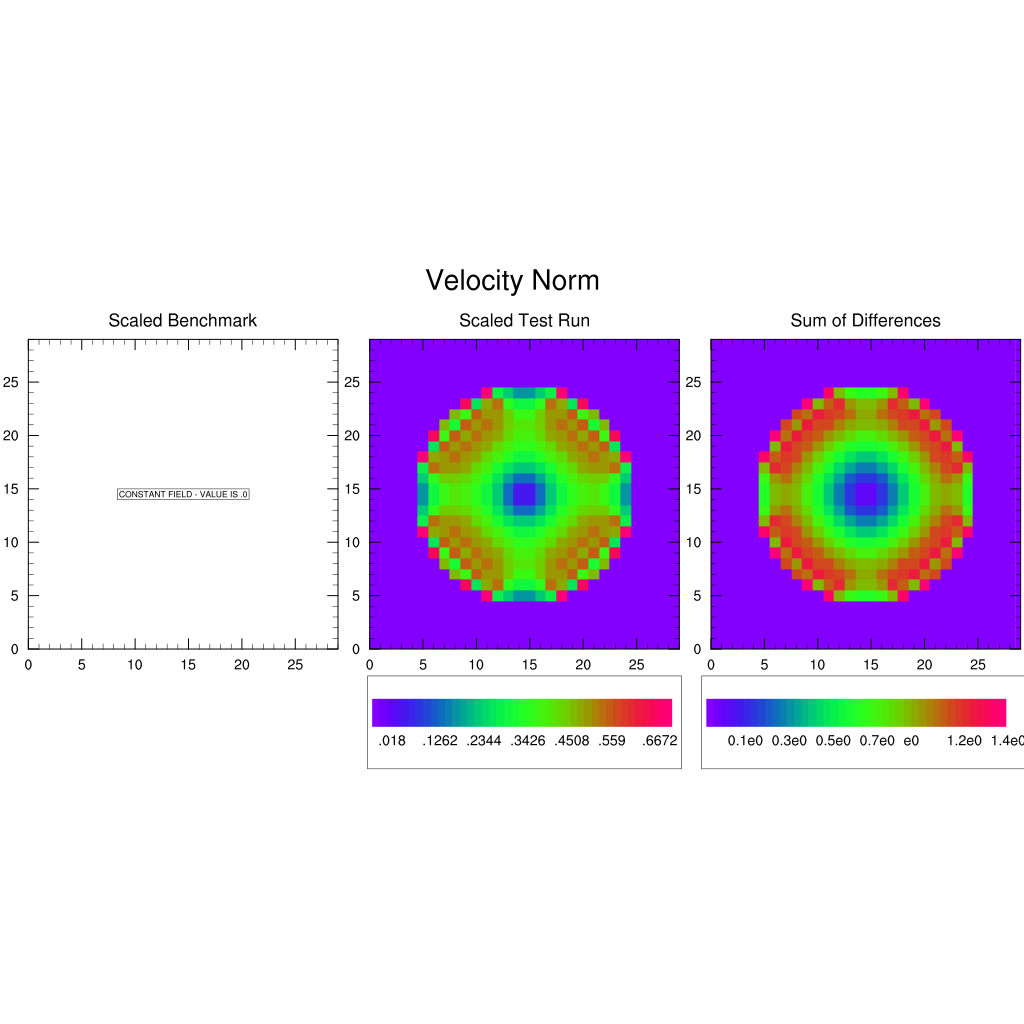 Velocity Norm
Scaled Benchmark
Scaled Test Run
Sum of Differences
25
20
15
10
5
0
CONSTANT FIELD - VALUE IS .0
0 5 10 15 20 25
25
20
15
10
5
0
0 5 10 15 20 25
25
20
15
10
5
0
0 5 10 15 20 25
.018 .1262 .2344 .3426 .4508 .559 .6672
0.1e0 0.3e0 0.5e0 0.7e0 e0 1.2e0 1.4e0